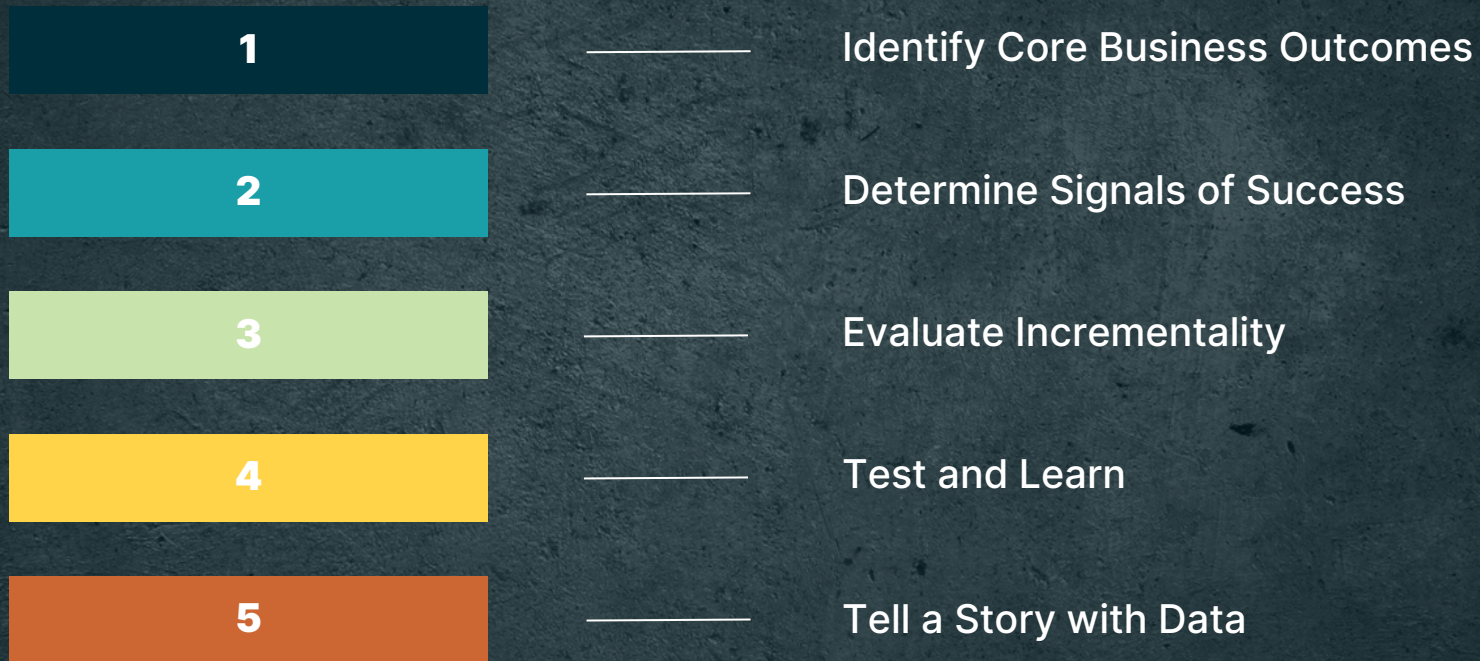 1
Identify Core Business Outcomes
2
Determine Signals of Success
3
Evaluate Incrementality
4
Test and Learn
5
Tell a Story with Data